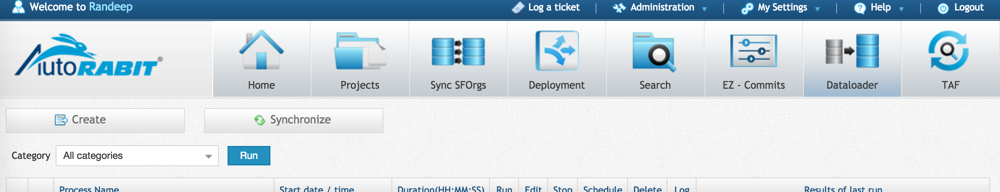 Welcome to Randeep
Log a ticket
Administration
My Settings
Help
Logout
AutoRABIT®
Home
Projects
Sync SFOrgs
Deployment
Search
EZ - Commits
Dataloader
TAF
Create
Synchronize
Category
All categories
Run
Process Name
Start date / time
Duration(HH:MM:SS)
Run
Edit
Stop
Schedule
Delete
Log
Results of last run